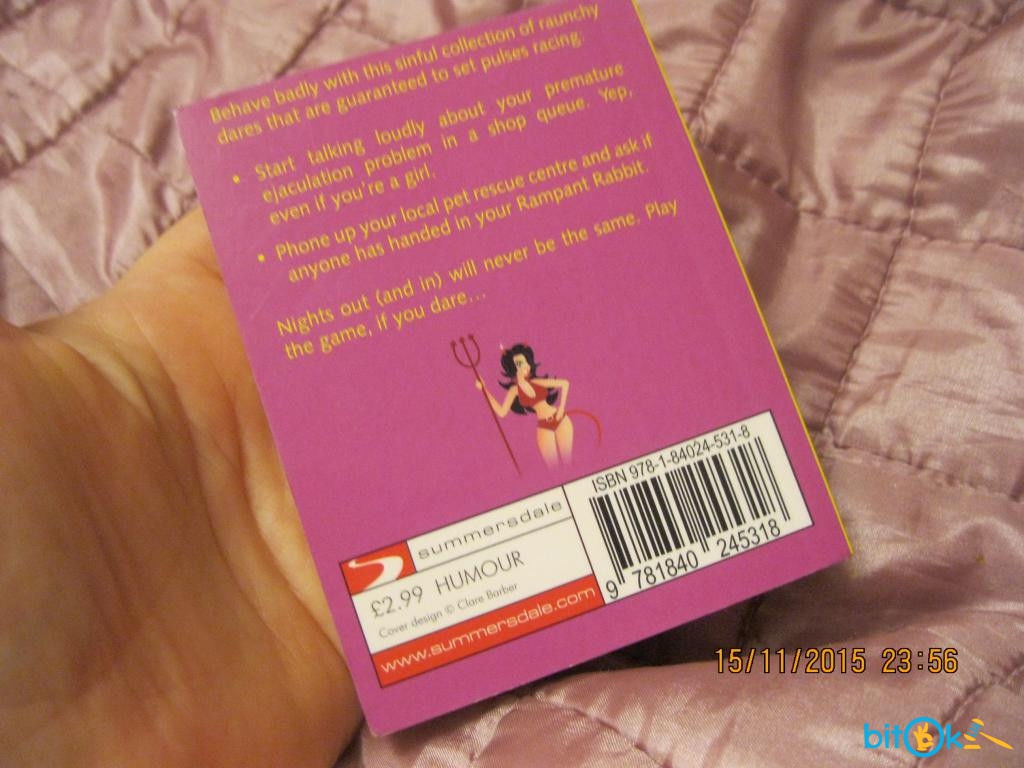 Behave badly with this sinful collection of raunchy
dares that are guaranteed to set pulses racing.
• Start talking loudly about your premature
ejaculation problem in a shop queue. Yep,
even if you're a girl.
• Phone up your local pet rescue centre and ask if
anyone has handed in your Rampant Rabbit.
Nights out (and in) will never be the same. Play
the game, if you dare...
summersdale
£2.99 HUMOUR
Cover design © Clare Barber
www.summersdale.com
ISBN 978-1-84024-531-8
9 781840 245318
15/11/2015 23:56
bitOk